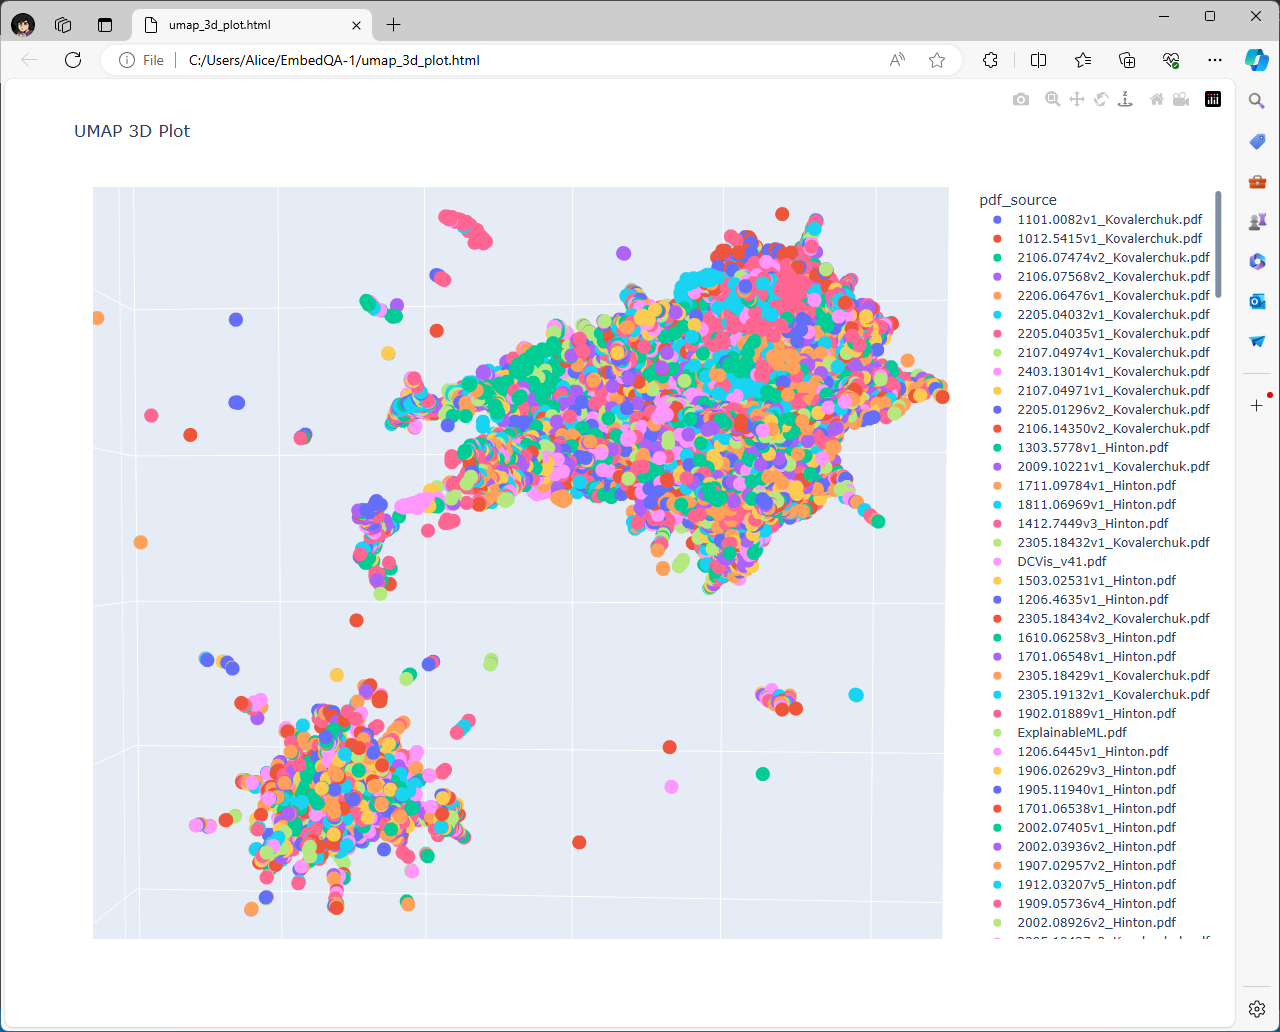 umap_3d_plot.html
File
C:/Users/Alice/EmbedQA-1/umap_3d_plot.html
UMAP 3D Plot
pdf_source
1101.0082v1_Kovalerchuk.pdf
1012.5415v1_Kovalerchuk.pdf
2106.07474v2_Kovalerchuk.pdf
2106.07568v2_Kovalerchuk.pdf
2206.06476v1_Kovalerchuk.pdf
2205.04032v1_Kovalerchuk.pdf
2205.04035v1_Kovalerchuk.pdf
2107.04974v1_Kovalerchuk.pdf
2403.13014v1_Kovalerchuk.pdf
2107.04971v1_Kovalerchuk.pdf
2205.01296v2_Kovalerchuk.pdf
2106.14350v2_Kovalerchuk.pdf
1303.5778v1_Hinton.pdf
2009.10221v1_Kovalerchuk.pdf
1711.09784v1_Hinton.pdf
1811.06969v1_Hinton.pdf
1412.7449v3_Hinton.pdf
2305.18432v1_Kovalerchuk.pdf
DCVis_v41.pdf
1503.02531v1_Hinton.pdf
1206.4635v1_Hinton.pdf
2305.18434v2_Kovalerchuk.pdf
1610.06258v3_Hinton.pdf
1701.06548v1_Hinton.pdf
2305.18429v1_Kovalerchuk.pdf
2305.19132v1_Kovalerchuk.pdf
1902.01889v1_Hinton.pdf
ExplainableML.pdf
1206.6445v1_Hinton.pdf
1906.02629v3_Hinton.pdf
1905.11940v1_Hinton.pdf
1701.06538v1_Hinton.pdf
2002.07405v1_Hinton.pdf
2002.03936v2_Hinton.pdf
1907.02957v2_Hinton.pdf
1912.03207v5_Hinton.pdf
1909.05736v4_Hinton.pdf
2002.08926v2_Hinton.pdf